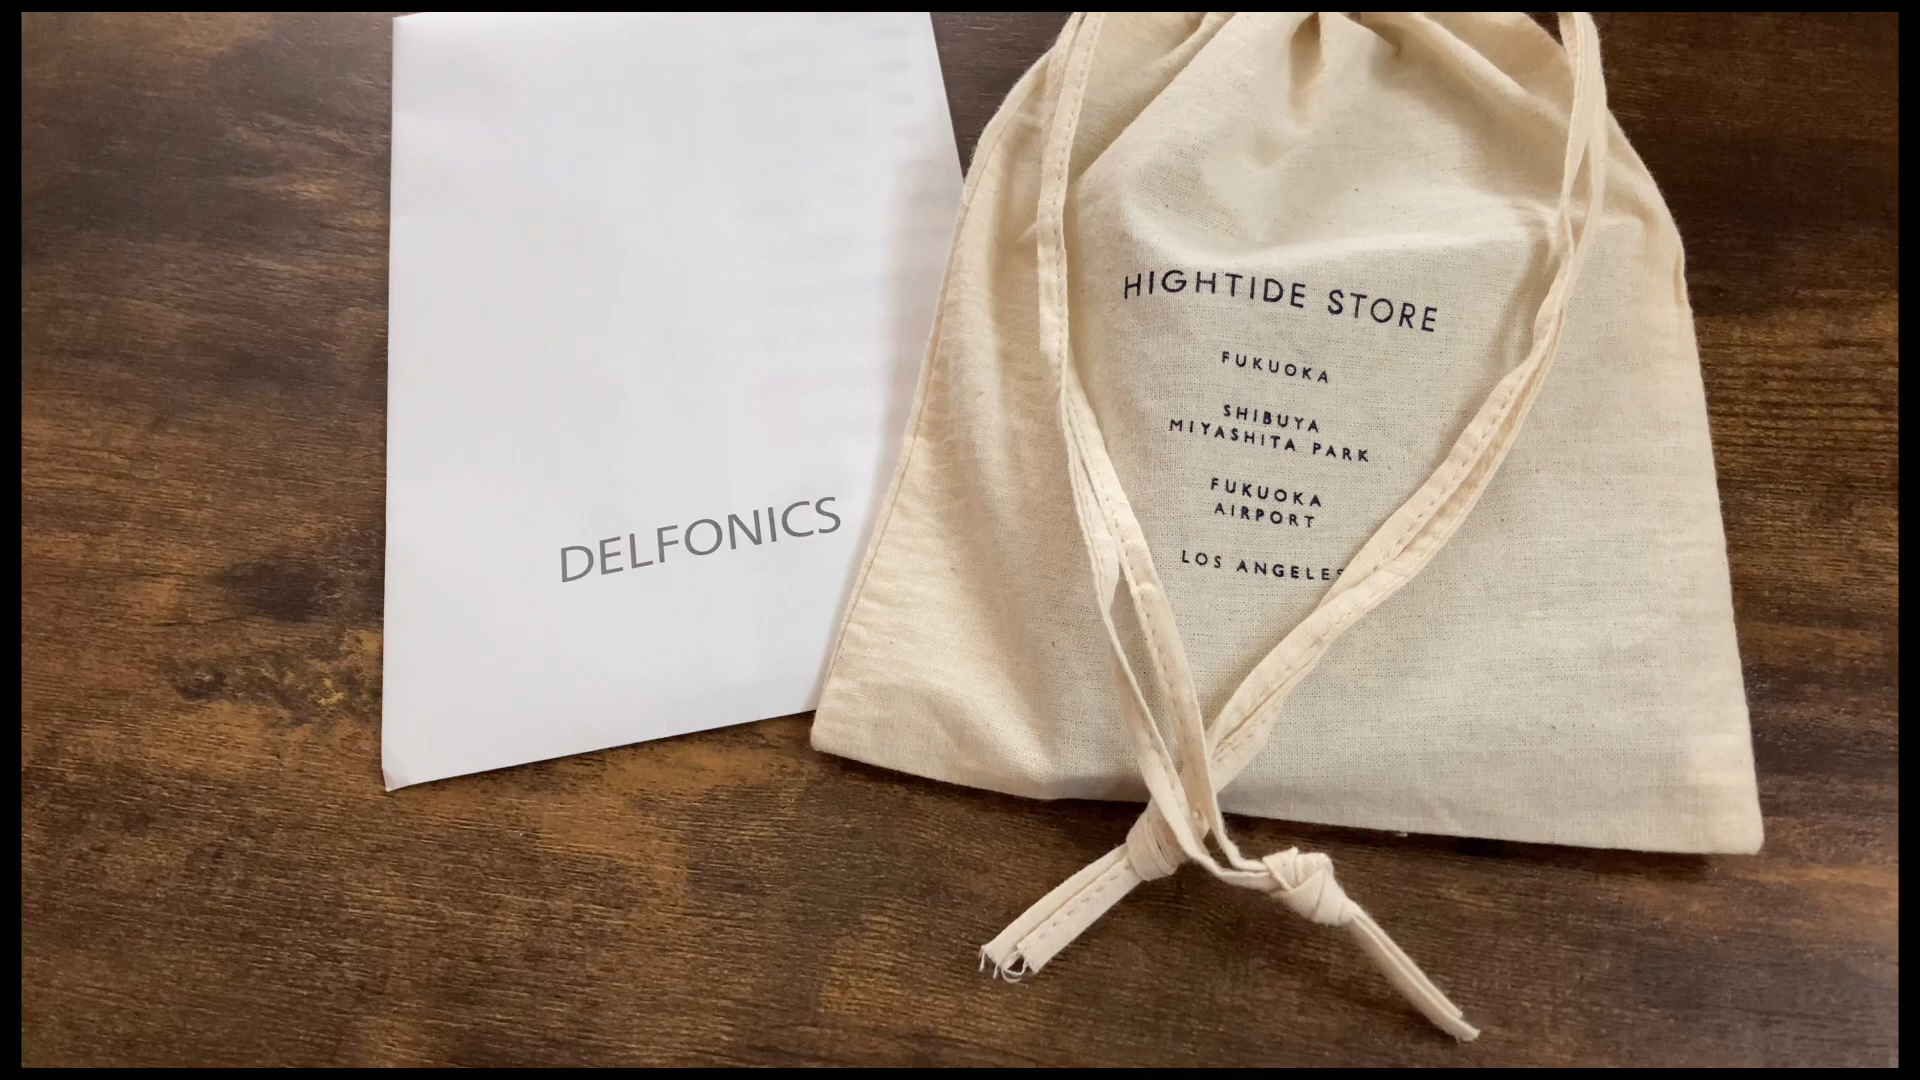 DELFONICS
HIGHTIDE STORE
FUKUOKA
SHIBUYA
MIYASHITA PARK
FUKUOKA
AIRPORT
LOS ANGELES